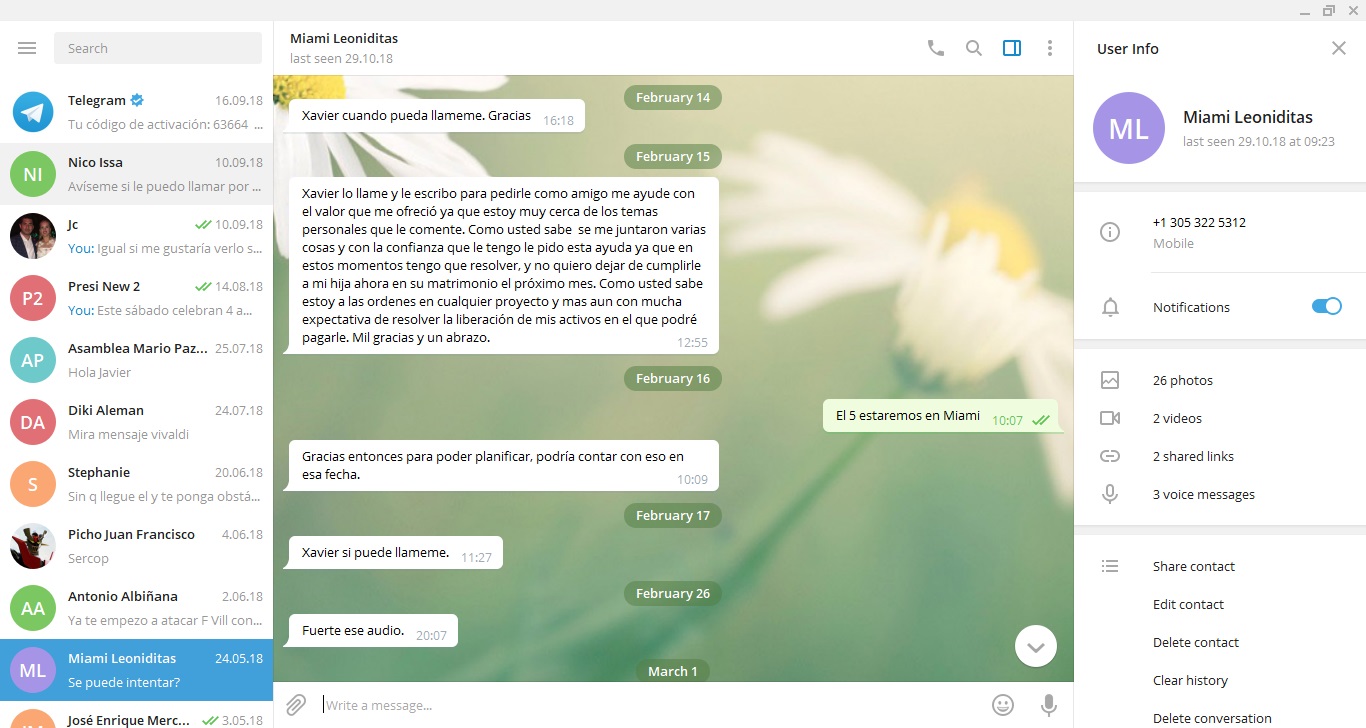 Search
Telegram 16.09.18
Tu código de activación: 63664 ...
NI
Nico Issa 10.09.18
Avíseme si le puedo llamar por ...
Jc 10.09.18
You: Igual si me gustaría verlo s...
P2
Presi New 2 14.08.18
You: Este sábado celebran 4 a...
AP
Asamblea Mario Paz... 25.07.18
Hola Javier
DA
Diki Aleman 24.07.18
Mira mensaje vivaldi
S
Stephanie 20.06.18
Sin q llegue el y te ponga obstá...
Picho Juan Francisco 4.06.18
Sercop
AA
Antonio Albiñana 2.06.18
Ya te empezo a atacar F Vill con...
ML
Miami Leoniditas 24.05.18
Se puede intentar?
José Enrique Merc... 3.05.18
Miami Leoniditas
last seen 29.10.18
February 14
Xavier cuando pueda llameme. Gracias 16:18
February 15
Xavier lo llame y le escribo para pedirle como amigo me ayude con
el valor que me ofreció ya que estoy muy cerca de los temas
personales que le comente. Como usted sabe se me juntaron varias
cosas y con la confianza que le tengo le pido esta ayuda ya que en
estos momentos tengo que resolver, y no quiero dejar de cumplirle
a mi hija ahora en su matrimonio el próximo mes. Como usted sabe
estoy a las ordenes en cualquier proyecto y mas aun con mucha
expectativa de resolver la liberación de mis activos en el que podré
pagarle. Mil gracias y un abrazo. 12:55
February 16
El 5 estaremos en Miami 10:07
Gracias entonces para poder planificar, podría contar con eso en
esa fecha. 10:09
February 17
Xavier si puede llameme. 11:27
February 26
Fuerte ese audio. 20:07
March 1
Write a message...
User Info
ML
Miami Leoniditas
last seen 29.10.18 at 09:23
+1 305 322 5312
Mobile
Notifications
26 photos
2 videos
2 shared links
3 voice messages
Share contact
Edit contact
Delete contact
Clear history
Delete conversation